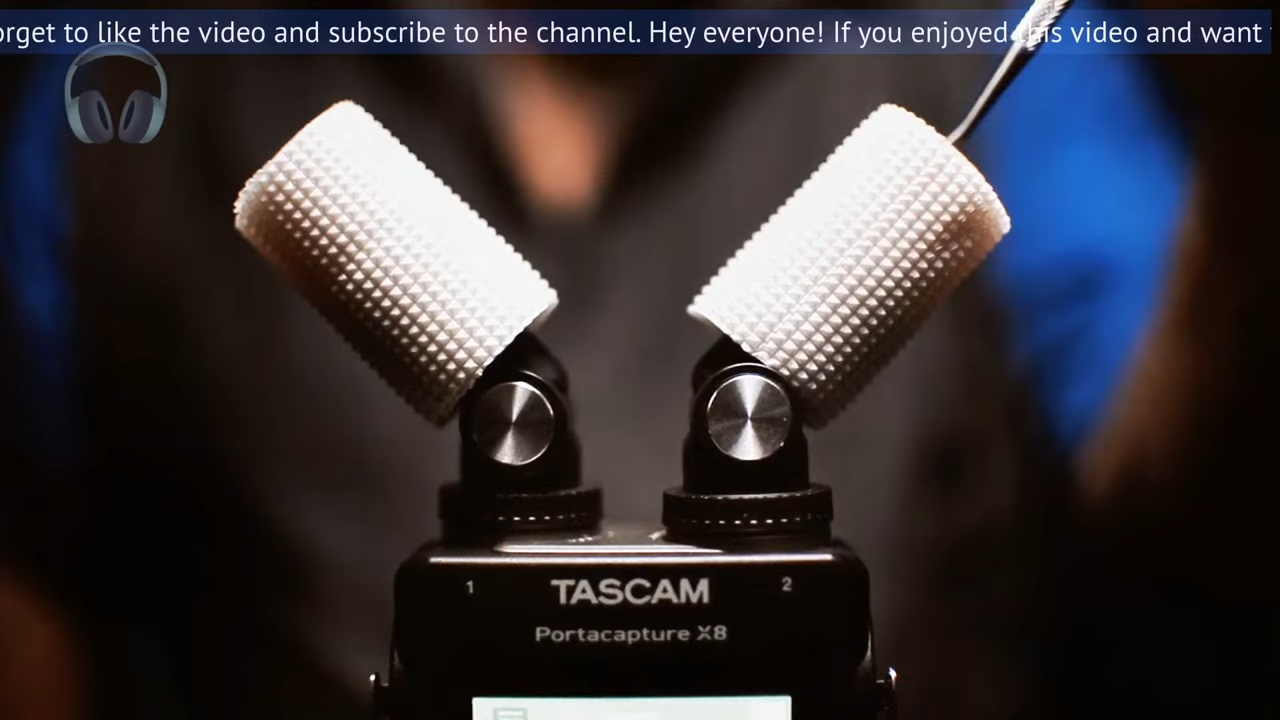 orget to like the video and subscribe to the channel. Hey everyone! If you enjoyed this video and want
1 TASCAM 2
Portacapture X8